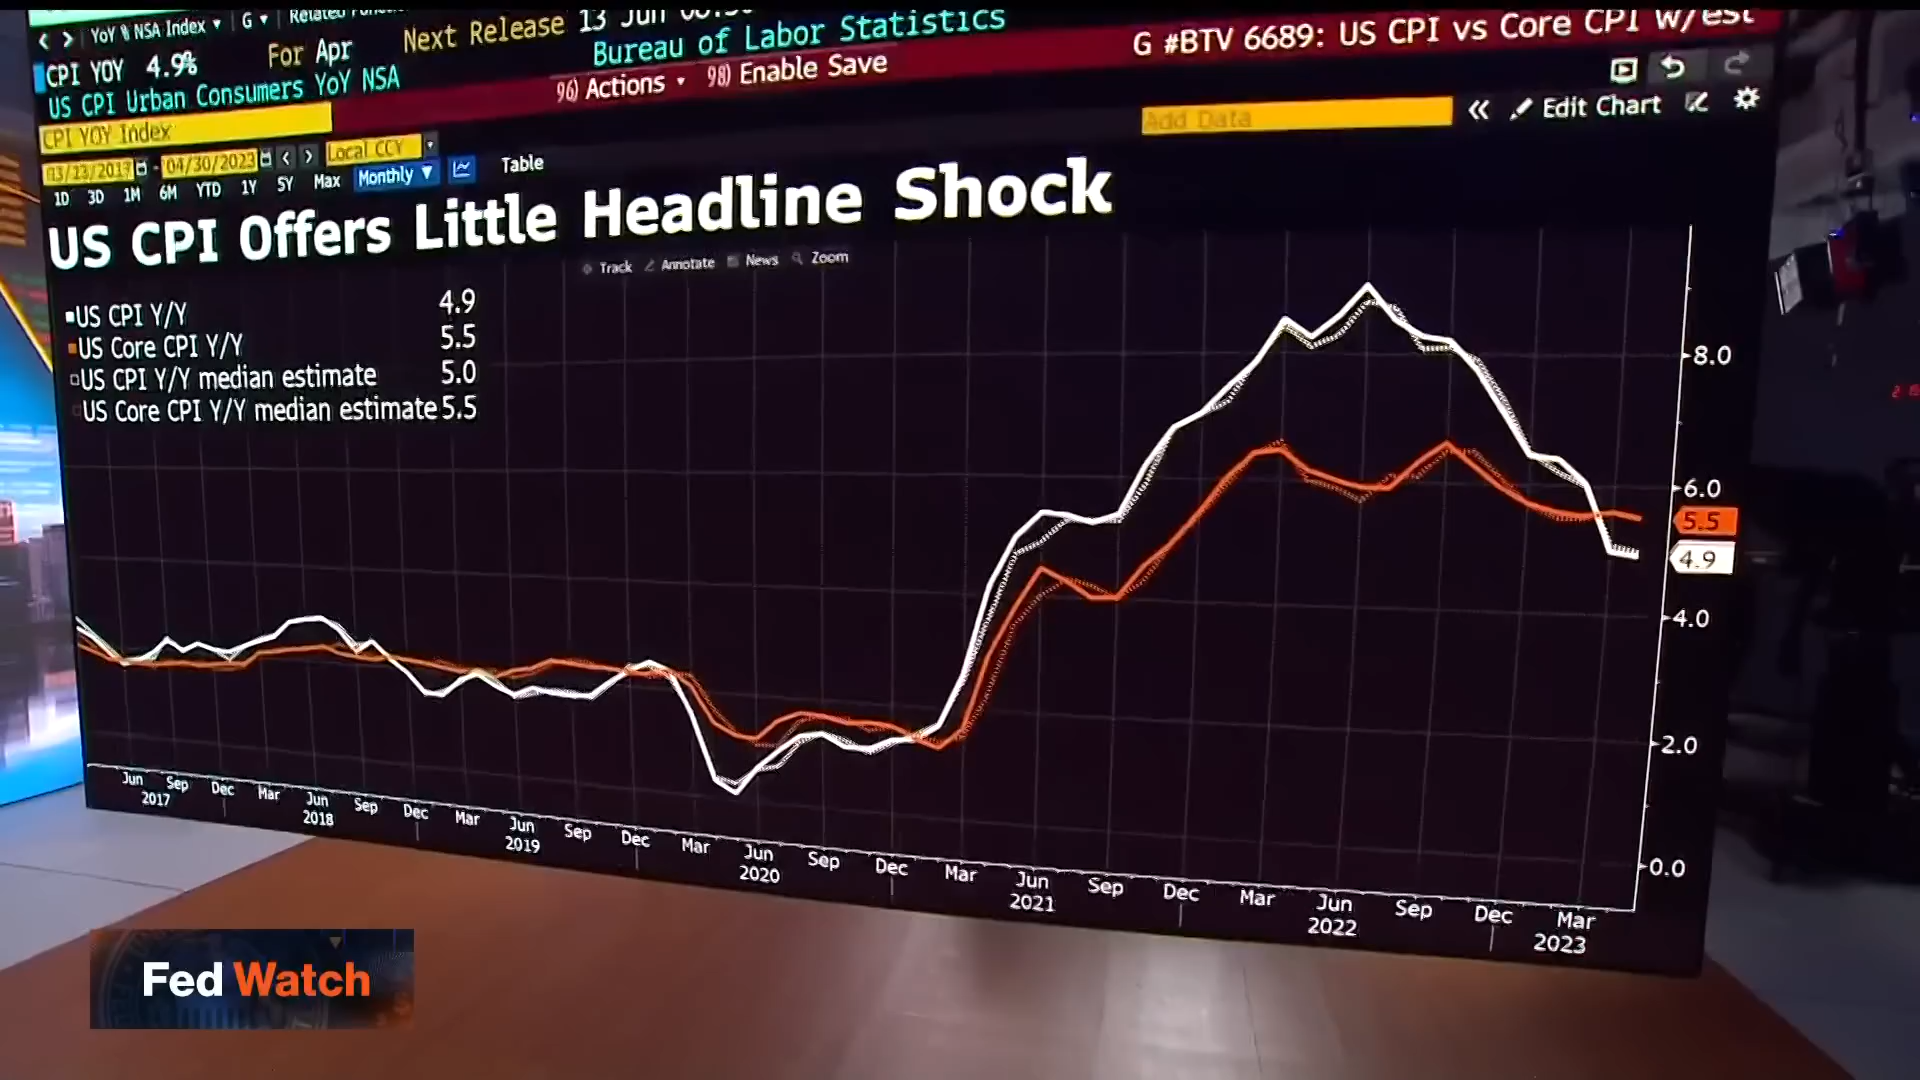 YoY % NSA Index G Related
CPI YOY 4.9% For Apr Next Release 13 Jun
Bureau of Labor Statistics
US CPI Urban Consumers YoY NSA
96) Actions 98) Enable Save
G #BTV 6689: US CPI vs Core CPI w/est
CPI YOY Index
Add Data
« Edit Chart
04/30/2023 Local CCY
1D 3D 1M 6M YTD 1Y 5Y Max Monthly Table
US CPI Offers Little Headline Shock
Track Annotate News Zoom
US CPI Y/Y 4.9
US Core CPI Y/Y 5.5
US CPI Y/Y median estimate 5.0
US Core CPI Y/Y median estimate 5.5
8.0
6.0
5.5
4.9
4.0
2.0
0.0
Jun Sep Dec Mar Jun Sep Dec Mar Jun Sep Dec Mar Jun Sep Dec Mar Jun Sep Dec Mar Jun Sep Dec Mar
2017 2018 2019 2020 2021 2022 2023
Fed Watch